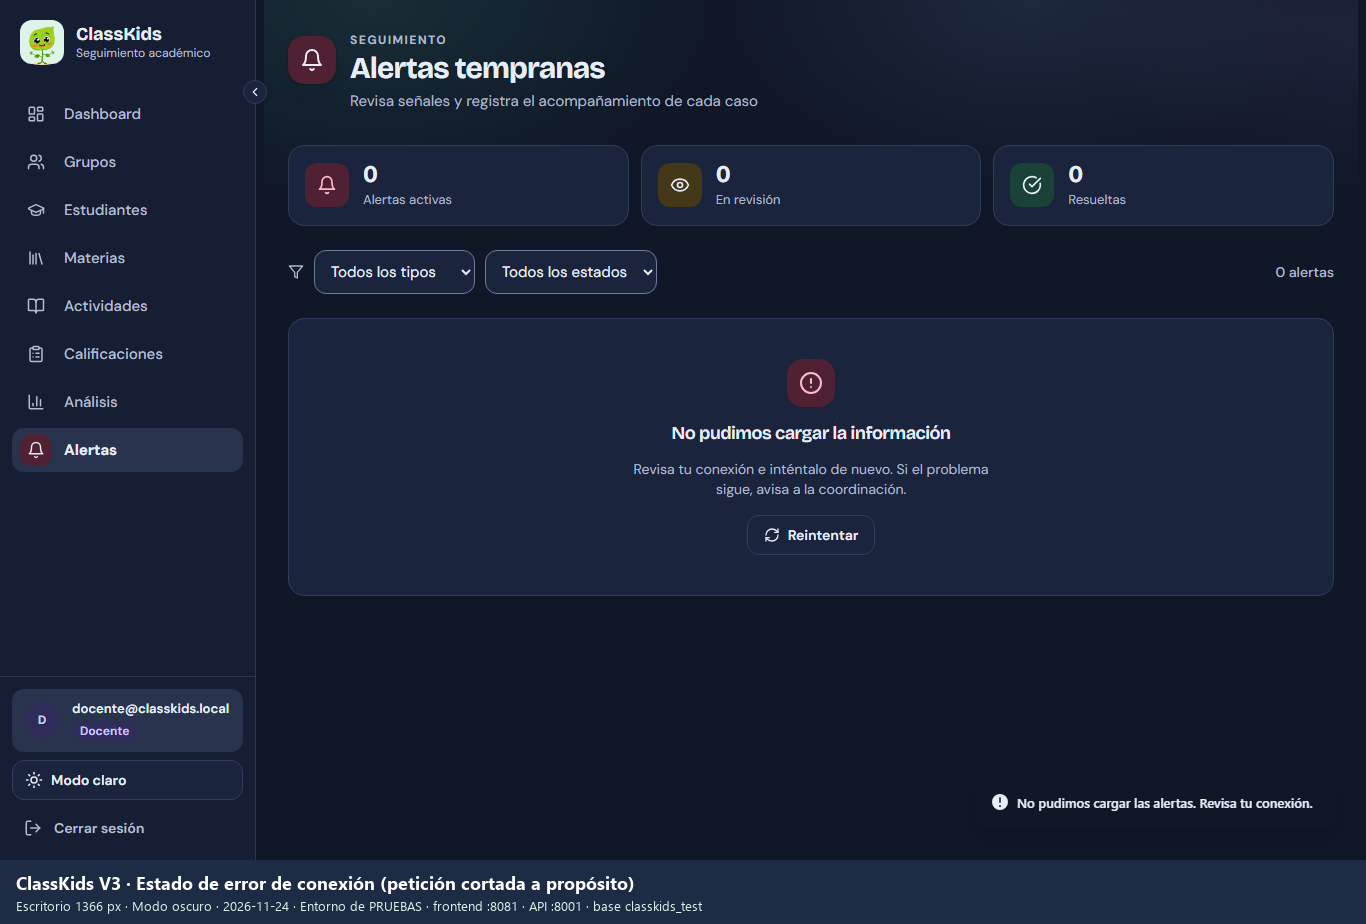 ClassKids
Seguimiento académico
Dashboard
Grupos
Estudiantes
Materias
Actividades
Calificaciones
Análisis
Alertas
docente@classkids.local
D
Docente
Modo claro
Cerrar sesión
SEGUIMIENTO
Alertas tempranas
Revisa señales y registra el acompañamiento de cada caso
0
Alertas activas
0
En revisión
0
Resueltas
Todos los tipos
Todos los estados
0 alertas
No pudimos cargar la información
Revisa tu conexión e inténtalo de nuevo. Si el problema
sigue, avisa a la coordinación.
Reintentar
No pudimos cargar las alertas. Revisa tu conexión.
ClassKids V3 · Estado de error de conexión (petición cortada a propósito)
Escritorio 1366 px · Modo oscuro · 2026-11-24 · Entorno de PRUEBAS · frontend :8081 · API :8001 · base classkids_test